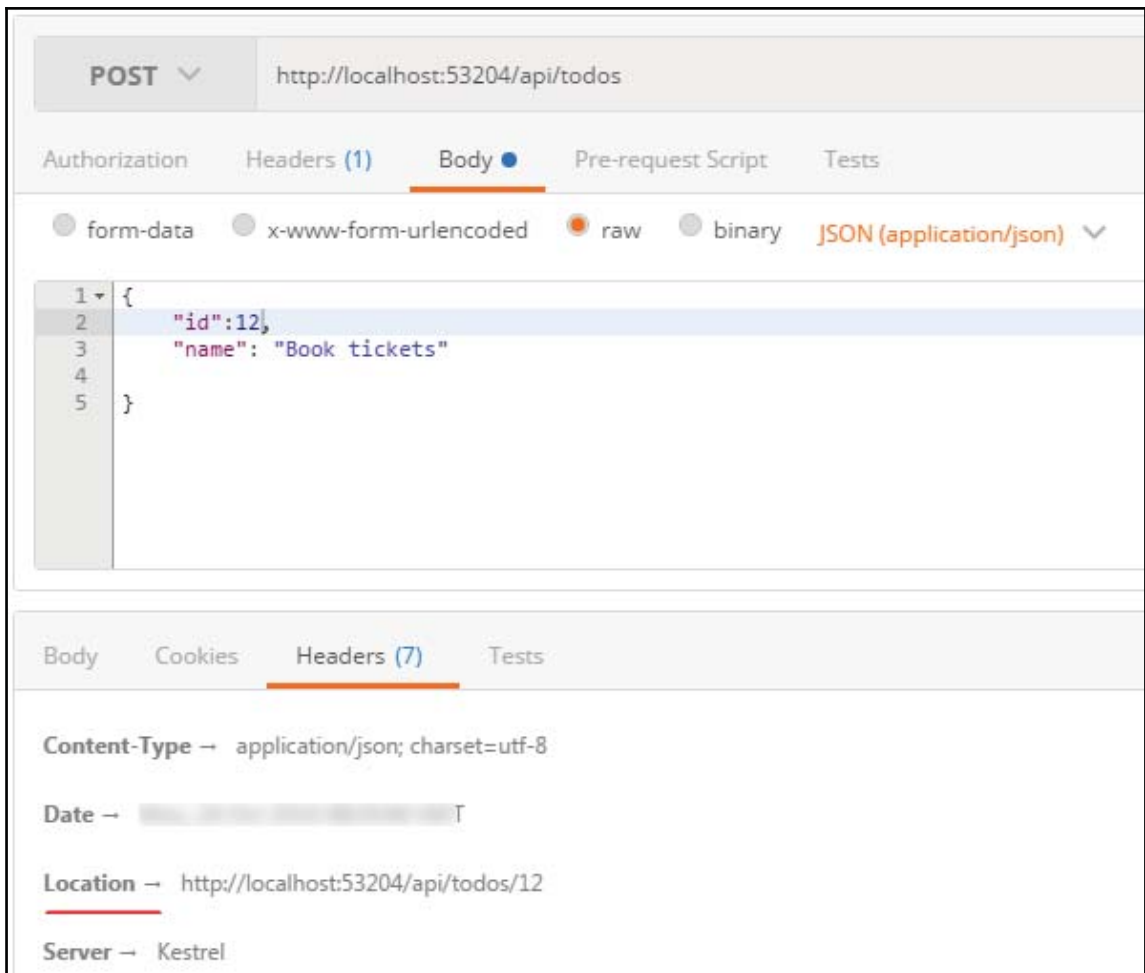 POST http://localhost:53204/api/todos
Authorization Headers (1) Body Pre-request Script Tests
form-data x-www-form-urlencoded raw binary JSON (application/json)
1 {
2 "id":12,
3 "name": "Book tickets"
4
5 }
Body Cookies Headers (7) Tests
Content-Type → application/json; charset=utf-8
Date → T
Location → http://localhost:53204/api/todos/12
Server → Kestrel